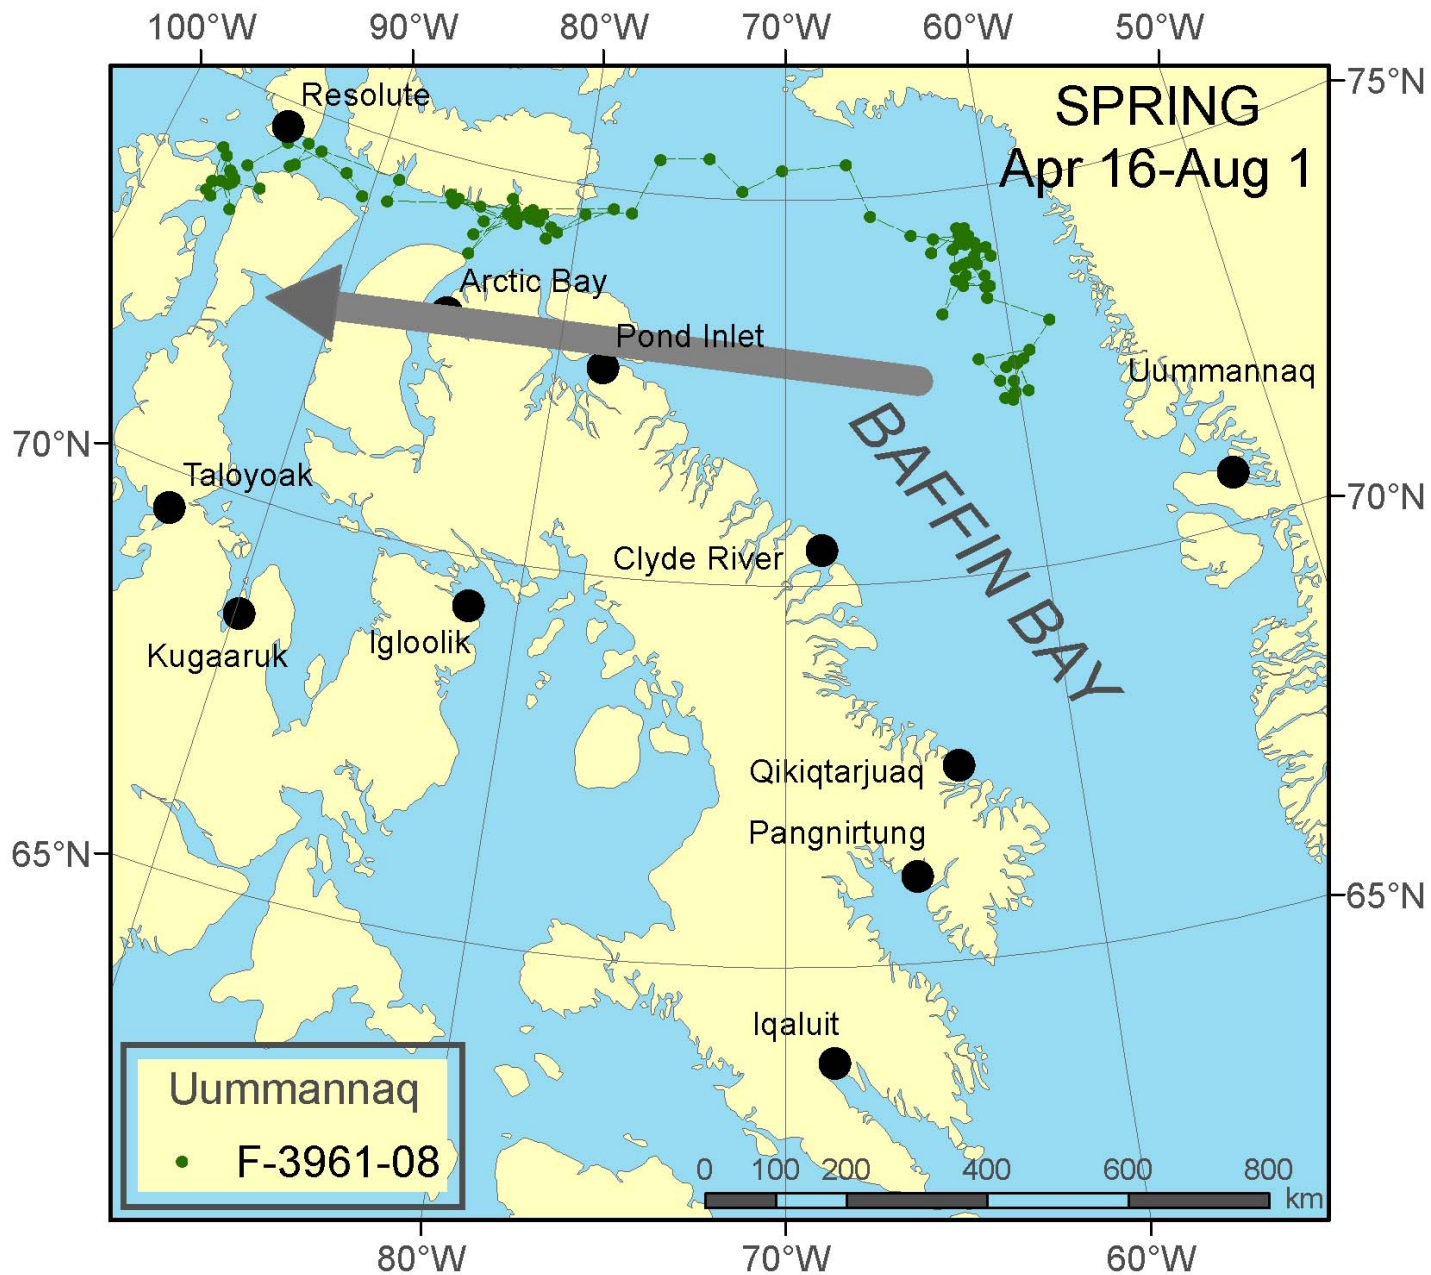 100°W 90°W 80°W 70°W 60°W 50°W
75°N
SPRING
Apr 16-Aug 1
Resolute
Arctic Bay
Pond Inlet
Uummannaq
70°N
70°N
Taloyoak
BAFFIN BAY
Clyde River
Igloolik
Kugaaruk
Qikiqtarjuaq
Pangnirtung
65°N
65°N
Iqaluit
Uummannaq
F-3961-08
0 100 200 400 600 800
km
80°W 70°W 60°W